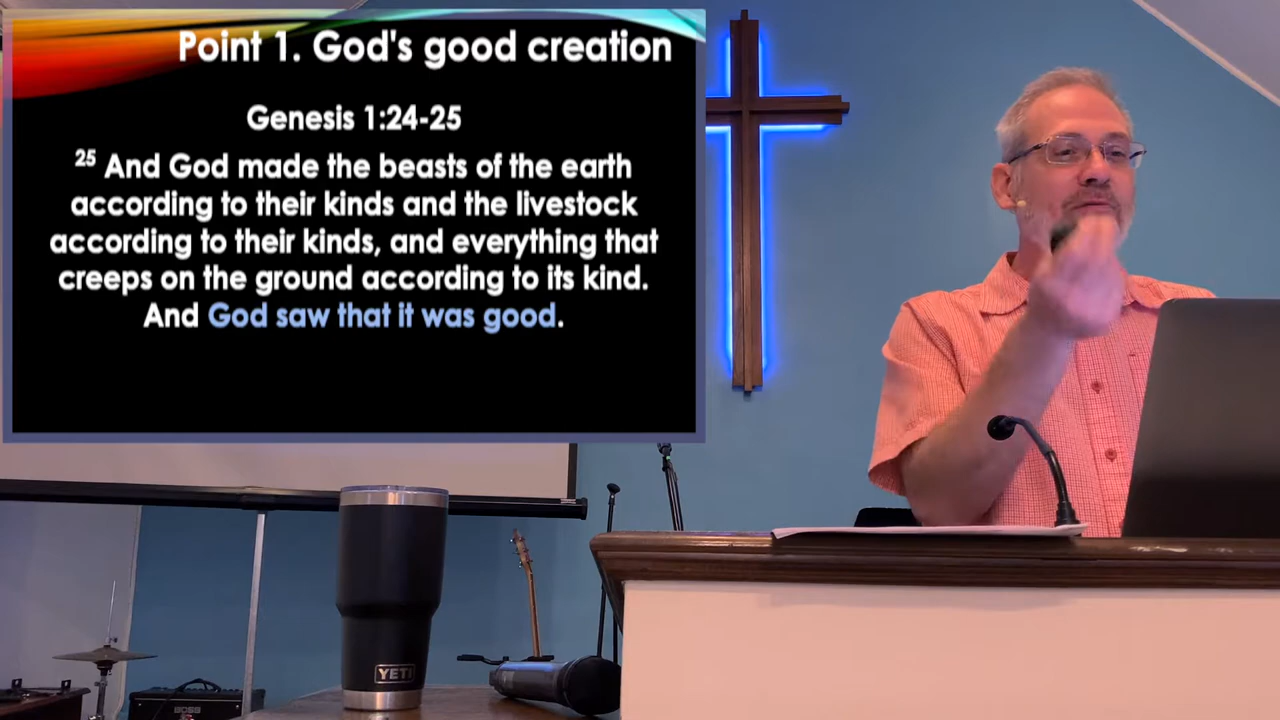 Point 1. God's good creation
Genesis 1:24-25
25 And God made the beasts of the earth
according to their kinds and the livestock
according to their kinds, and everything that
creeps on the ground according to its kind.
And God saw that it was good.
YETI
BOSS